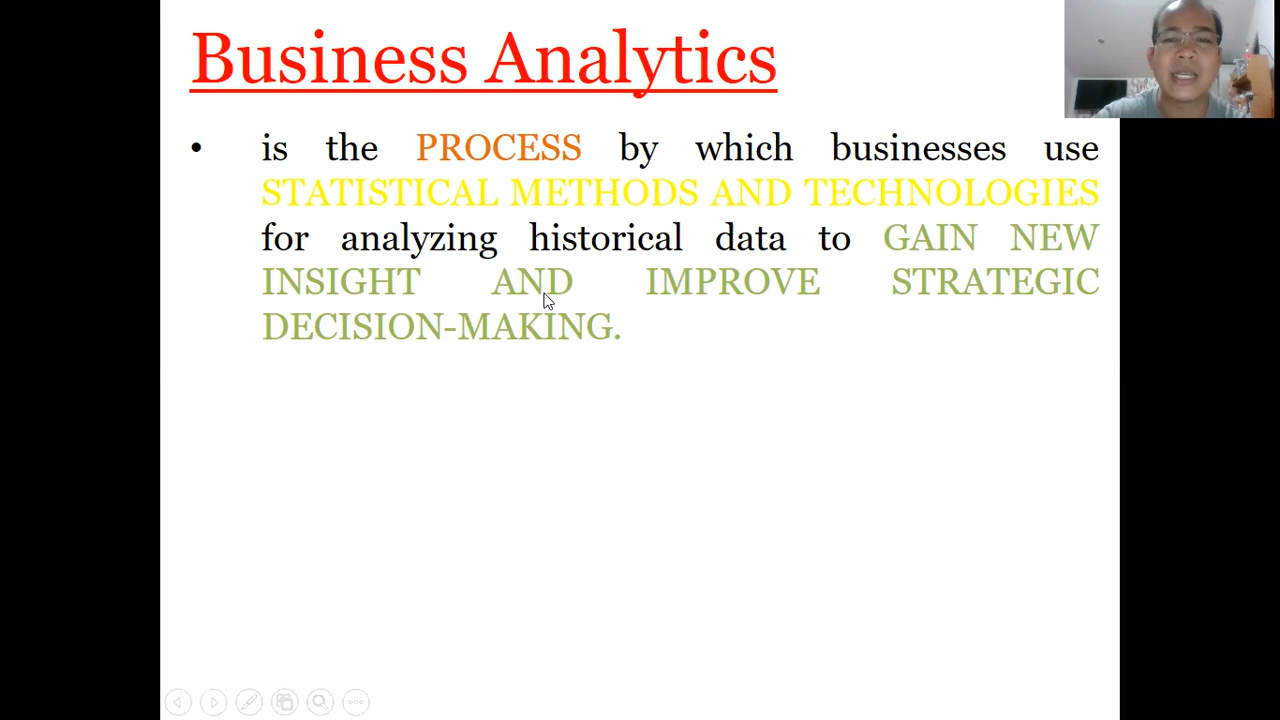 Business Analytics
• is the PROCESS by which businesses use
STATISTICAL METHODS AND TECHNOLOGIES
for analyzing historical data to GAIN NEW
INSIGHT AND IMPROVE STRATEGIC
DECISION-MAKING.